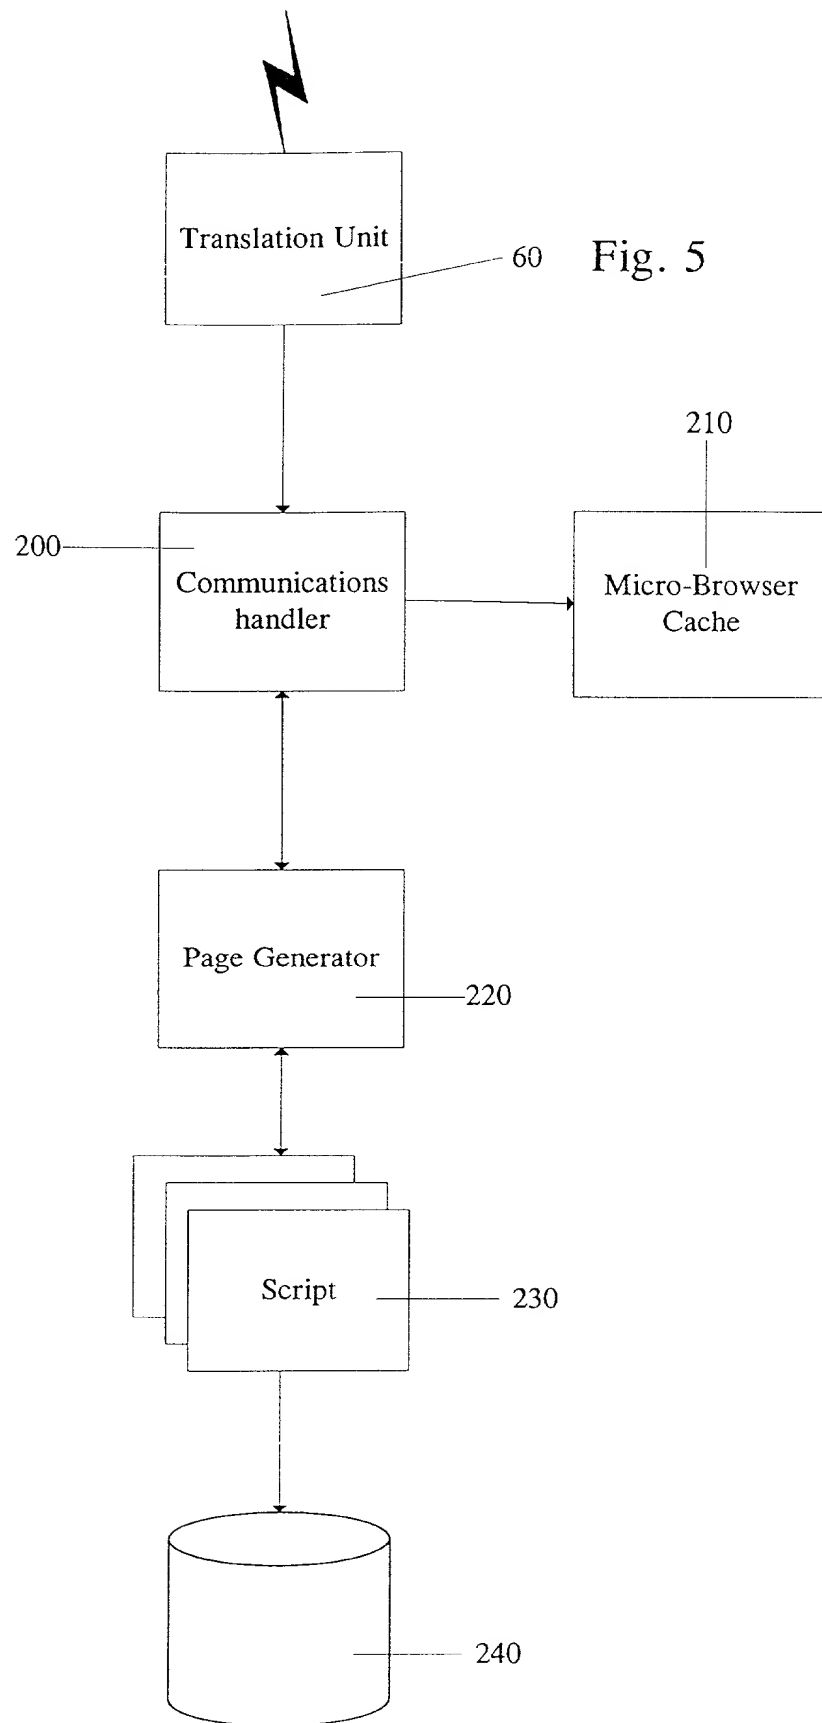 Translation Unit
60
Fig. 5
210
200
Communications
handler
Micro-Browser
Cache
Page Generator
220
Script
230
240